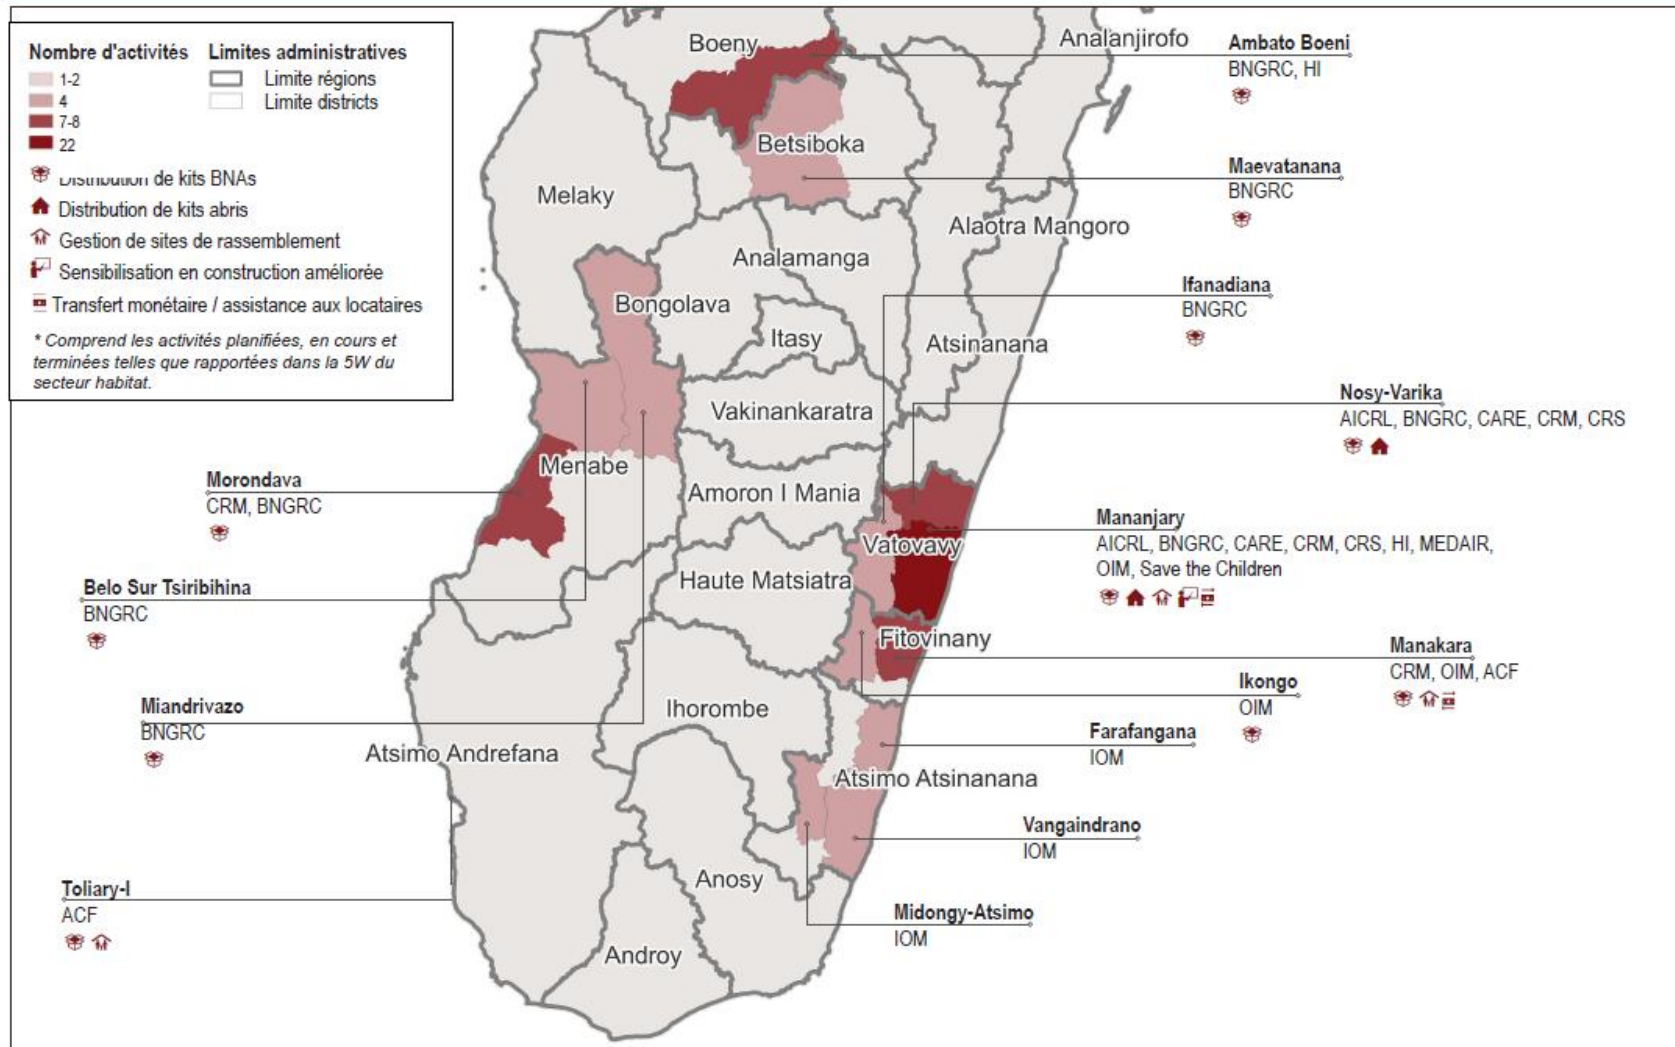 Nombre d'activités
1-2
4
7-8
22
Limites administratives
Limite régions
Limite districts
Distribution de kits BNAs
Distribution de kits abris
Gestion de sites de rassemblement
Sensibilisation en construction améliorée
Transfert monétaire / assistance aux locataires
* Comprend les activités planifiées, en cours et
terminées telles que rapportées dans la 5W du
secteur habitat.
Boeny
Analanjirofo
Betsiboka
Melaky
Alaotra Mangoro
Analamanga
Bongolava
Itasy
Atsinanana
Vakinankaratra
Menabe
Amoron I Mania
Vatovavy
Haute Matsiatra
Fitovinany
Ihorombe
Atsimo Andrefana
Atsimo Atsinanana
Anosy
Androy
Ambato Boeni
BNGRC, HI
Maevatanana
BNGRC
Ifanadiana
BNGRC
Nosy-Varika
AICRL, BNGRC, CARE, CRM, CRS
Mananjary
AICRL, BNGRC, CARE, CRM, CRS, HI, MEDAIR,
OIM, Save the Children
Manakara
CRM, OIM, ACF
Ikongo
OIM
Farafangana
IOM
Vangaindrano
IOM
Midongy-Atsimo
IOM
Morondava
CRM, BNGRC
Belo Sur Tsiribihina
BNGRC
Miandrivazo
BNGRC
Toliary-I
ACF